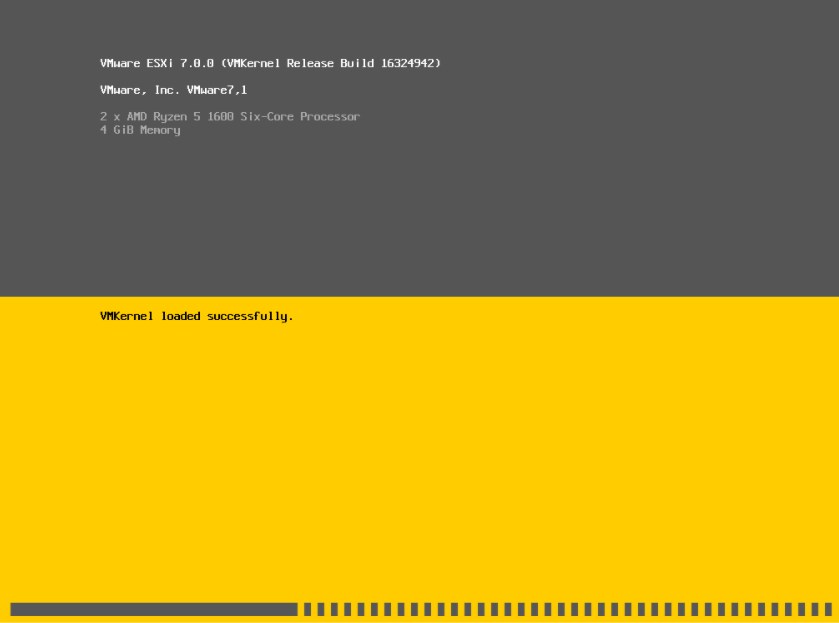 VMware ESXi 7.0.0 (VMKernel Release Build 16324942)
VMware, Inc. VMware7,1
2 x AMD Ryzen 5 1600 Six-Core Processor
4 GiB Memory
VMKernel loaded successfully.